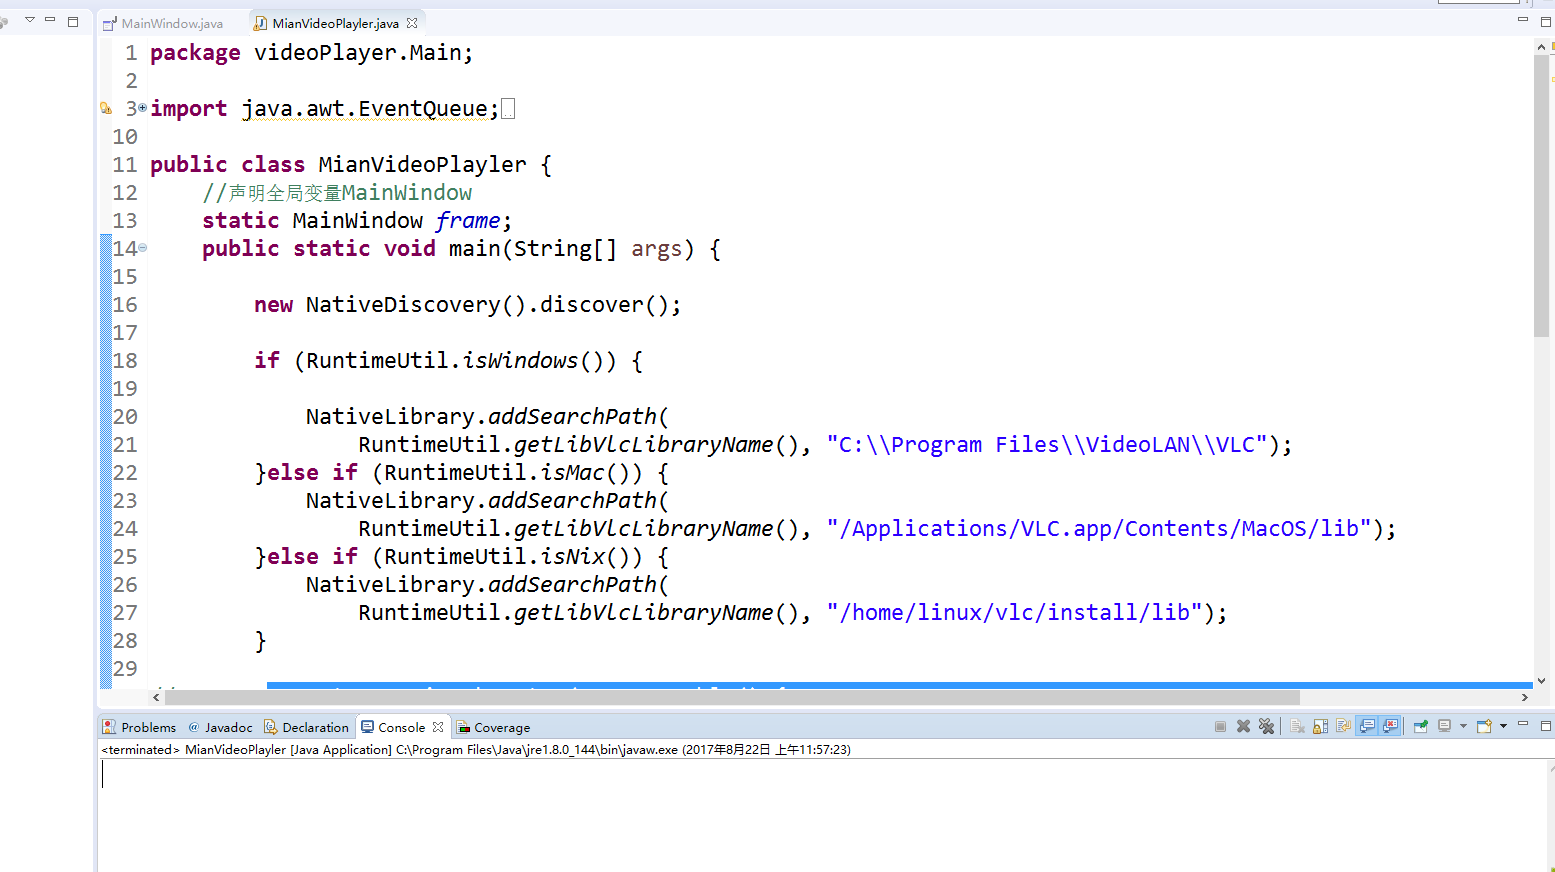 MainWindow.java
MianVideoPlayler.java
1 package videoPlayer.Main;
2
3 import java.awt.EventQueue;
10
11 public class MianVideoPlayler {
12 //声明全局变量MainWindow
13 static MainWindow frame;
14 public static void main(String[] args) {
15
16 new NativeDiscovery().discover();
17
18 if (RuntimeUtil.isWindows()) {
19
20 NativeLibrary.addSearchPath(
21 RuntimeUtil.getLibVlcLibraryName(), "C:\\Program Files\\VideoLAN\\VLC");
22 }else if (RuntimeUtil.isMac()) {
23 NativeLibrary.addSearchPath(
24 RuntimeUtil.getLibVlcLibraryName(), "/Applications/VLC.app/Contents/MacOS/lib");
25 }else if (RuntimeUtil.isNix()) {
26 NativeLibrary.addSearchPath(
27 RuntimeUtil.getLibVlcLibraryName(), "/home/linux/vlc/install/lib");
28 }
29
Problems @ Javadoc Declaration Console Coverage
<terminated> MianVideoPlayler [Java Application] C:\Program Files\Java\jre1.8.0_144\bin\javaw.exe (2017年8月22日 上午11:57:23)